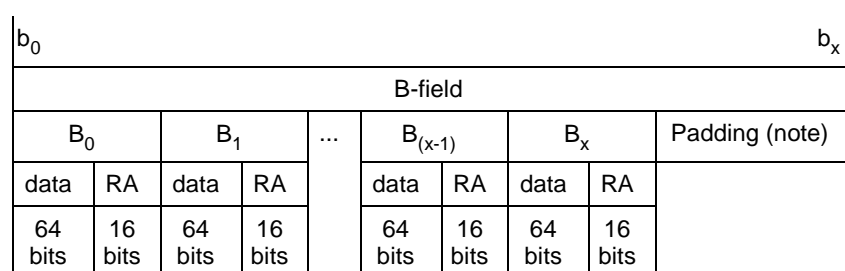 b0 bx
B-field
B0 B1 ... B(x-1) Bx Padding (note)
data RA data RA data RA data RA
64 16 64 16 64 16 64 16
bits bits bits bits bits bits bits bits